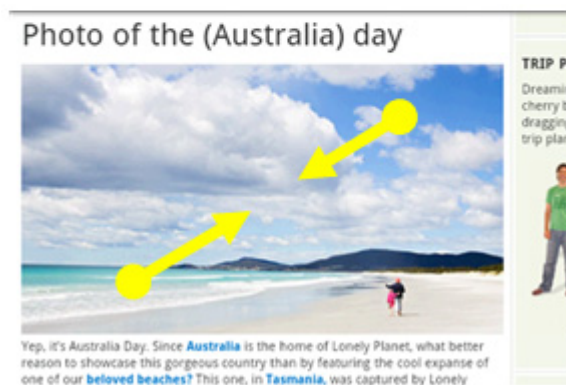 Photo of the (Australia) day
Yep, it's Australia Day. Since Australia is the home of Lonely Planet, what better
reason to showcase this gorgeous country than by featuring the cool expanse of
one of our beloved beaches? This one, in Tasmania, was captured by Lonely
TRIP P
Dreamin
cherry b
dragging
trip plan